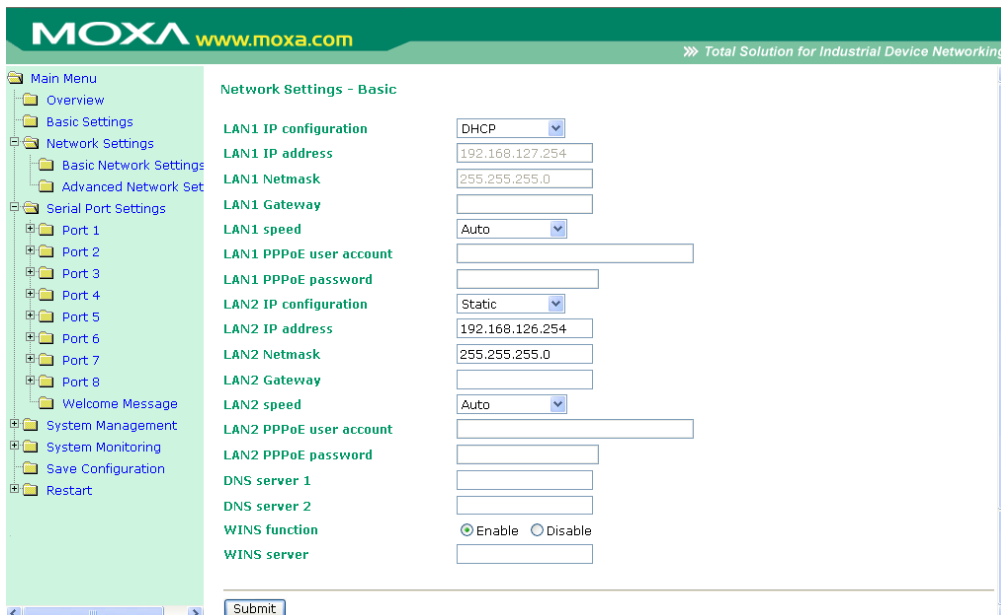 MOXA www.moxa.com
Total Solution for Industrial Device Networking
Main Menu
Overview
Basic Settings
Network Settings
Basic Network Settings
Advanced Network Set
Serial Port Settings
Port 1
Port 2
Port 3
Port 4
Port 5
Port 6
Port 7
Port 8
Welcome Message
System Management
System Monitoring
Save Configuration
Restart
Network Settings - Basic
LAN1 IP configuration DHCP
LAN1 IP address 192.168.127.254
LAN1 Netmask 255.255.255.0
LAN1 Gateway
LAN1 speed Auto
LAN1 PPPoE user account
LAN1 PPPoE password
LAN2 IP configuration Static
LAN2 IP address 192.168.126.254
LAN2 Netmask 255.255.255.0
LAN2 Gateway
LAN2 speed Auto
LAN2 PPPoE user account
LAN2 PPPoE password
DNS server 1
DNS server 2
WINS function Enable Disable
WINS server
Submit